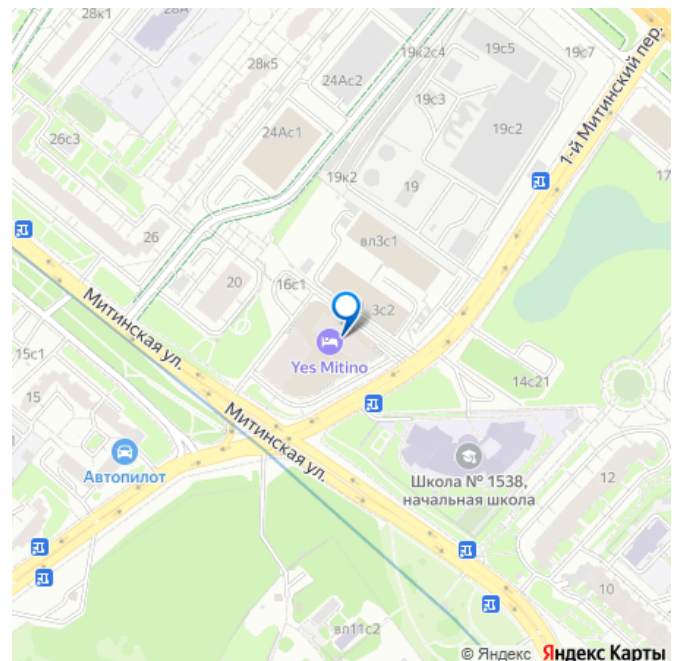 28к1
28А
19к2с4
19с5
19с7
28к5
24Ас2
19с3
1-й Митинский пер.
24Ас1
19с2
26с3
19к2
19
17
26
вл3с1
20
16с1
3с2
Митинская ул.
Yes Mitino
15с1
14с21
15
Митинская ул.
Автопилот
Школа № 1538,
начальная школа
12
10
вл11с2
© Яндекс Яндекс Карты